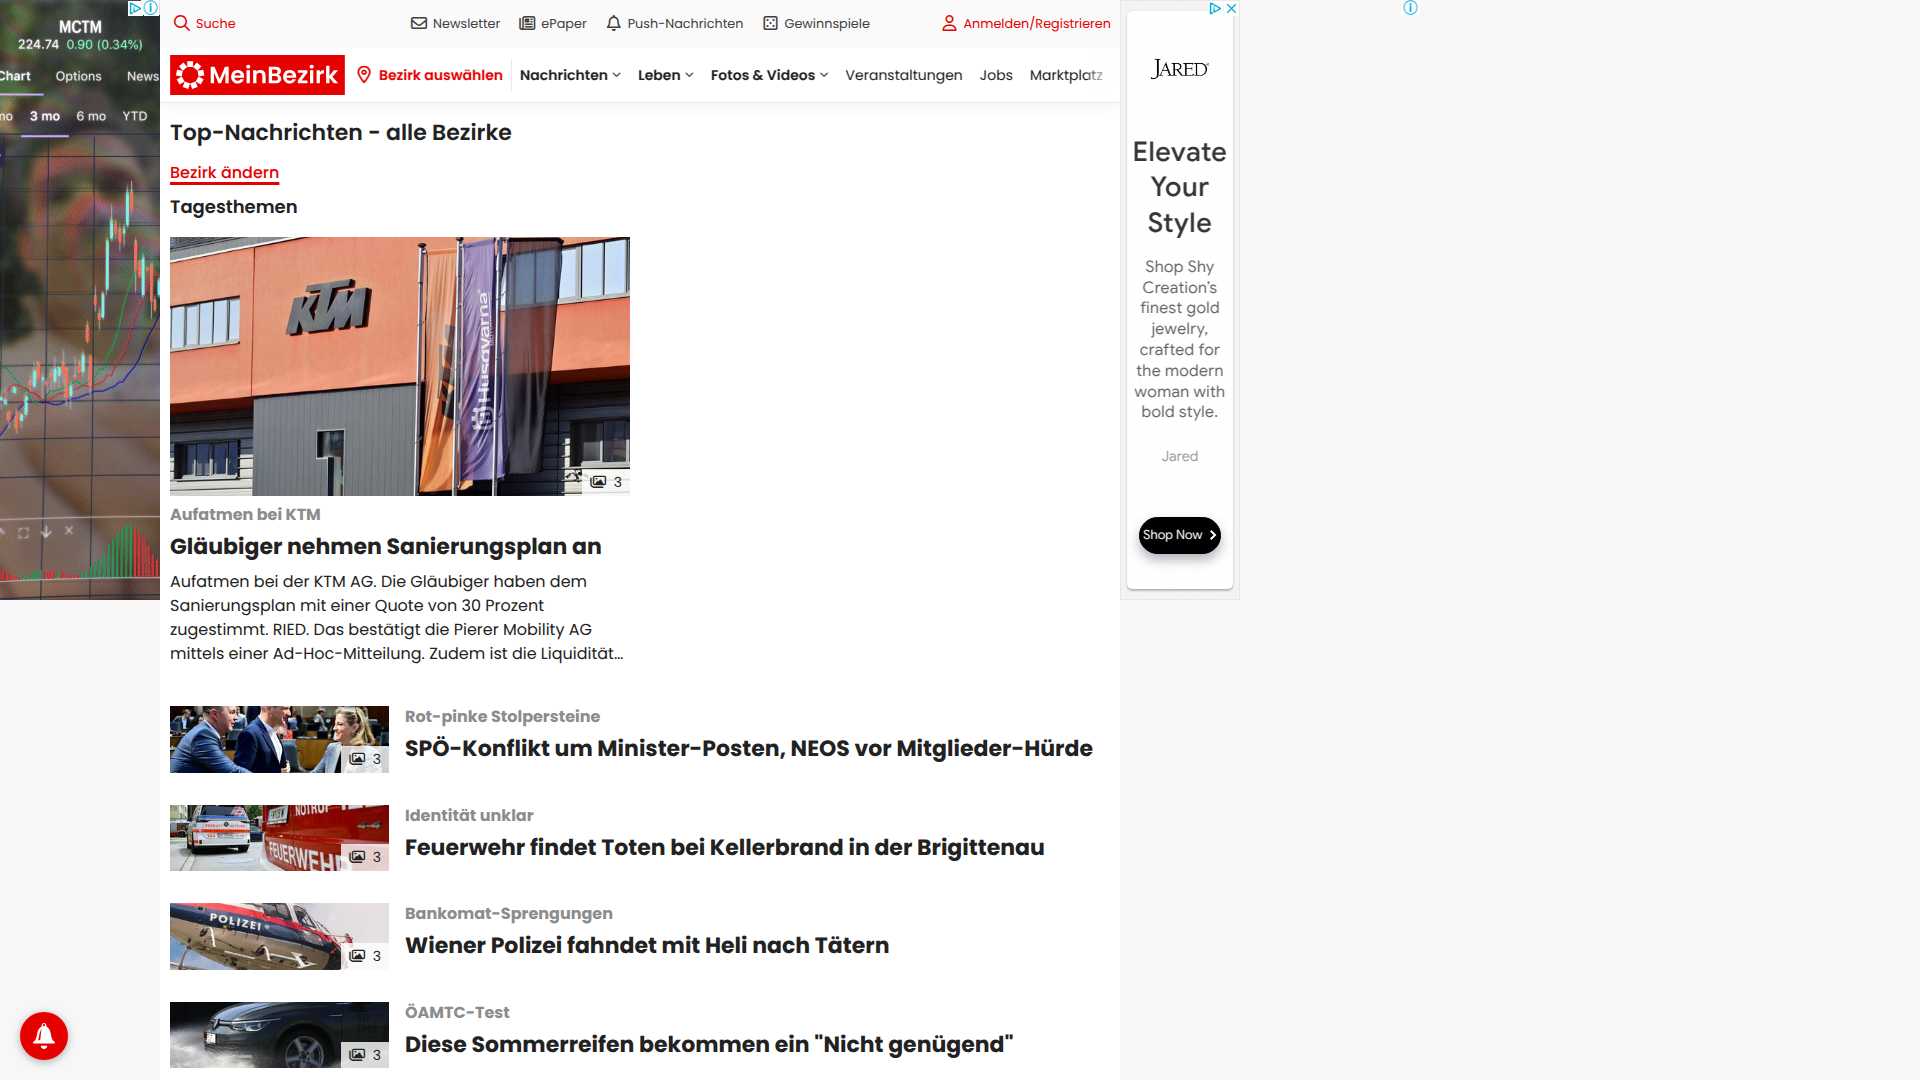 MCTM
224.74 0.90 (0.34%)
Chart Options News
mo 3 mo 6 mo YTD
Suche
Newsletter
ePaper
Push-Nachrichten
Gewinnspiele
Anmelden/Registrieren
MeinBezirk
Bezirk auswählen
Nachrichten
Leben
Fotos & Videos
Veranstaltungen
Jobs
Marktplatz
Top-Nachrichten - alle Bezirke
Bezirk ändern
Tagesthemen
KTM
Husqvarna
3
Aufatmen bei KTM
Gläubiger nehmen Sanierungsplan an
Aufatmen bei der KTM AG. Die Gläubiger haben dem
Sanierungsplan mit einer Quote von 30 Prozent
zugestimmt. RIED. Das bestätigt die Pierer Mobility AG
mittels einer Ad-Hoc-Mitteilung. Zudem ist die Liquidität...
3
Rot-pinke Stolpersteine
SPÖ-Konflikt um Minister-Posten, NEOS vor Mitglieder-Hürde
NOTRUF
FEUERWEHR
3
Identität unklar
Feuerwehr findet Toten bei Kellerbrand in der Brigittenau
POLIZEI
3
Bankomat-Sprengungen
Wiener Polizei fahndet mit Heli nach Tätern
3
ÖAMTC-Test
Diese Sommerreifen bekommen ein "Nicht genügend"
JARED
Elevate
Your
Style
Shop Shy
Creation's
finest gold
jewelry,
crafted for
the modern
woman with
bold style.
Jared
Shop Now